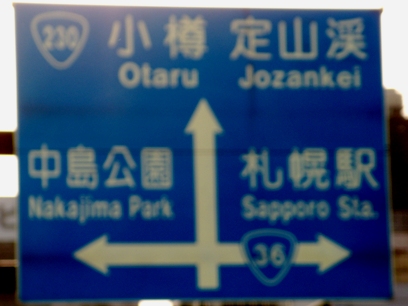 230 小樽 定山渓
Otaru Jozankei
中島公園 札幌駅
Nakajima Park Sapporo Sta.
36